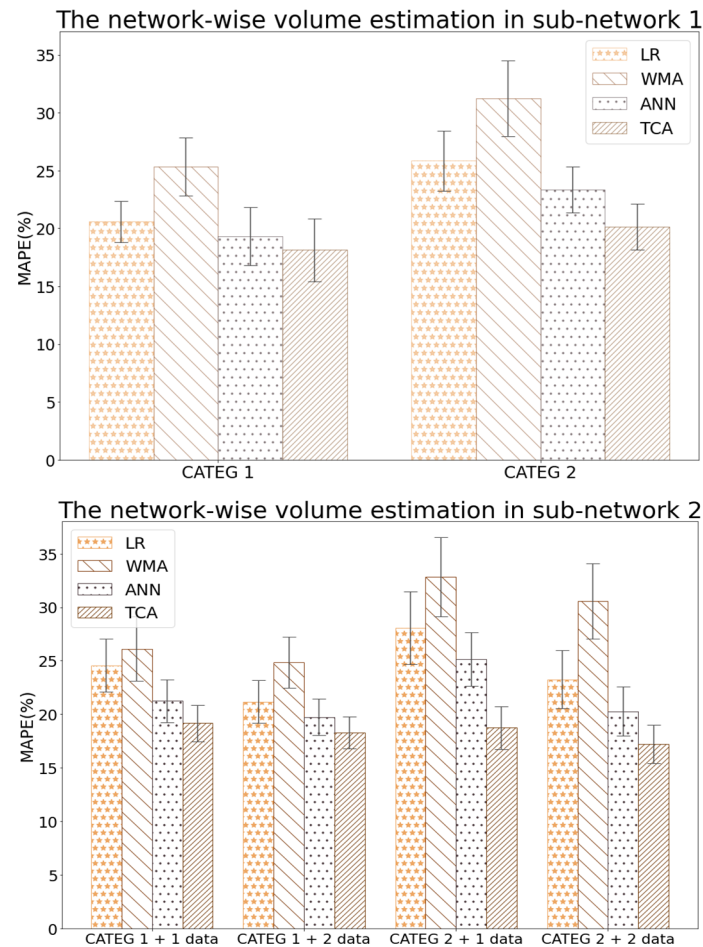 The network-wise volume estimation in sub-network 1
LR
WMA
ANN
TCA
MAPE(%)
35
30
25
20
15
10
5
0
CATEG 1
CATEG 2
The network-wise volume estimation in sub-network 2
LR
WMA
ANN
TCA
MAPE(%)
35
30
25
20
15
10
5
0
CATEG 1 + 1 data
CATEG 1 + 2 data
CATEG 2 + 1 data
CATEG 2 + 2 data